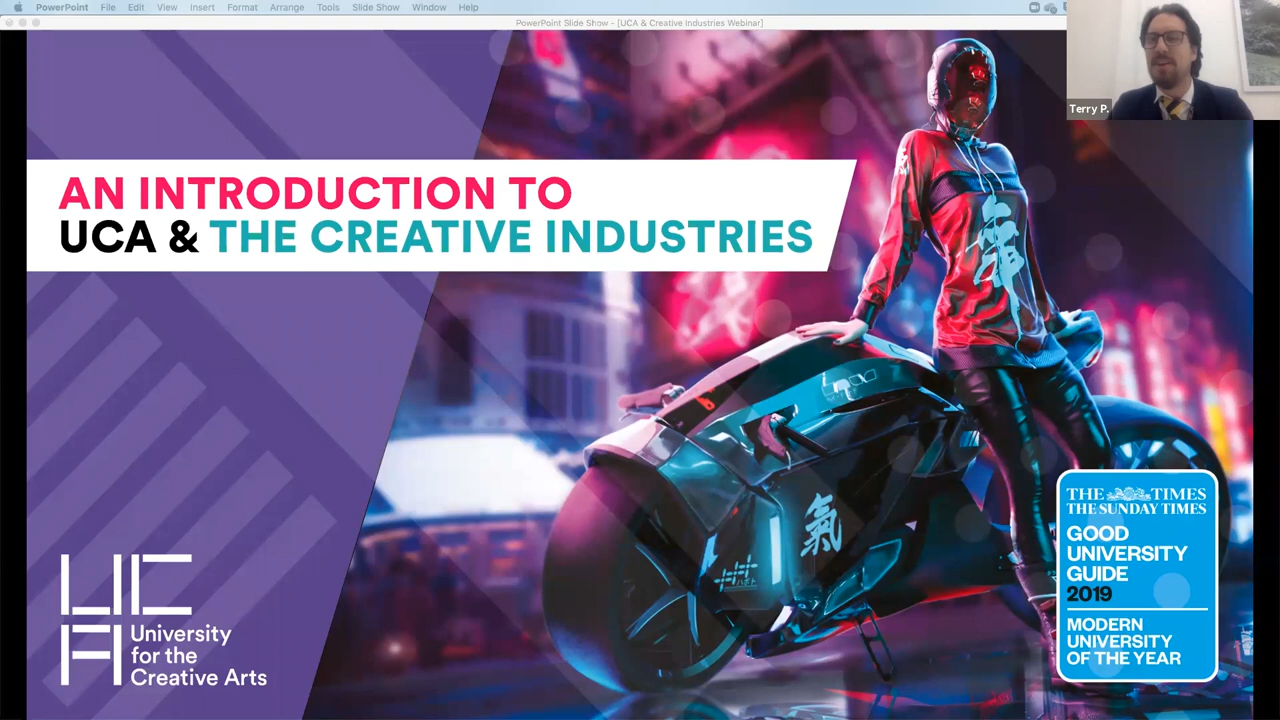 PowerPoint File Edit View Insert Format Arrange Tools Slide Show Window Help
PowerPoint Slide Show - [UCA & Creative Industries Webinar]
Terry P.
AN INTRODUCTION TO
UCA & THE CREATIVE INDUSTRIES
氣
氣
UCA
University
for the
Creative Arts
THE TIMES
THE SUNDAY TIMES
GOOD
UNIVERSITY
GUIDE
2019
MODERN
UNIVERSITY
OF THE YEAR